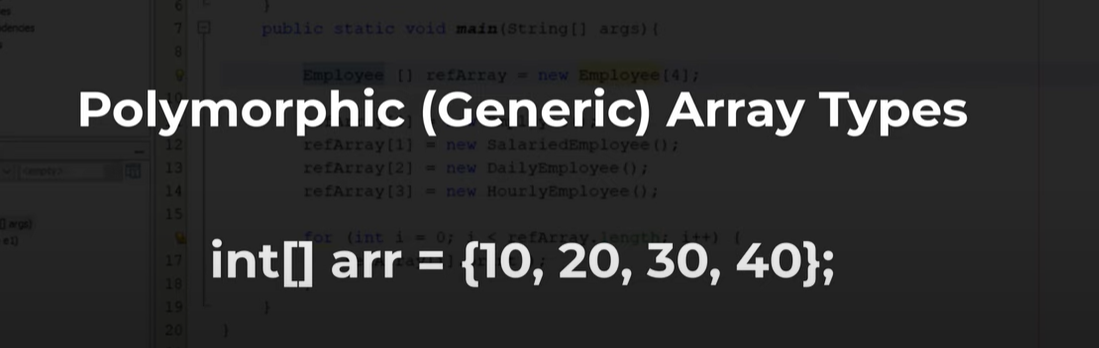 6 }
7 public static void main(String[] args){
8
Employee [] refArray = new Employee[4];
Polymorphic (Generic) Array Types
12 refArray[1] = new SalariedEmployee();
13 refArray[2] = new DailyEmployee();
14 refArray[3] = new HourlyEmployee();
15
for (int i = 0; i < refArray.length; i++) {
int[] arr = {10, 20, 30, 40};
17
18
19 }
20 }